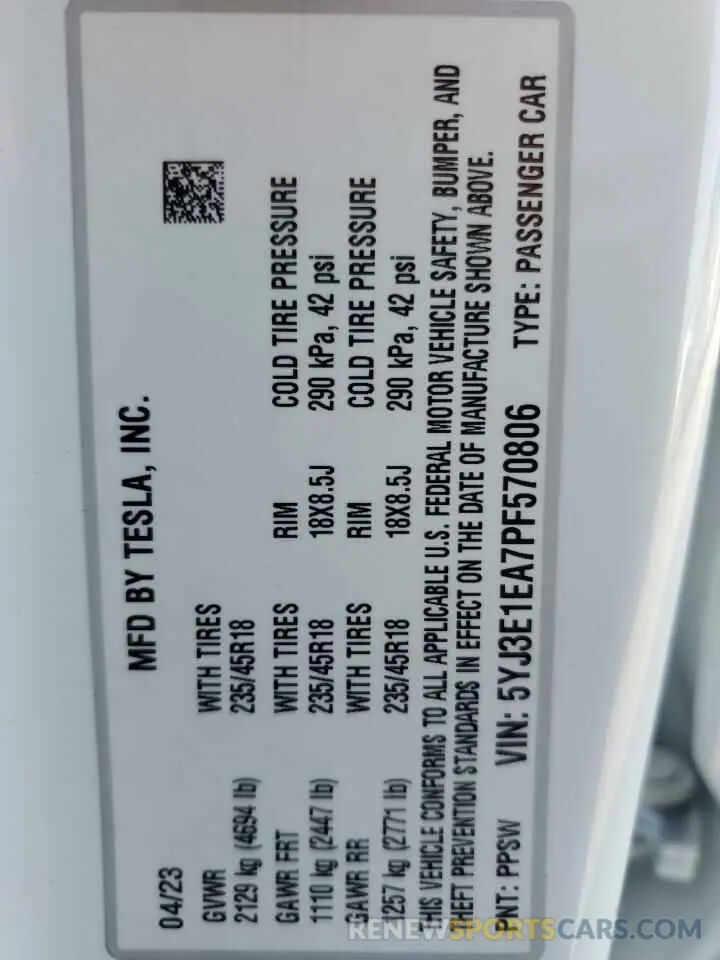 MFD BY TESLA, INC.
04/23
GVWR WITH TIRES
2129 kg (4694 lb) 235/45R18
GAWR FRT WITH TIRES RIM COLD TIRE PRESSURE
1110 kg (2447 lb) 235/45R18 18X8.5J 290 kPa, 42 psi
GAWR RR WITH TIRES RIM COLD TIRE PRESSURE
1257 kg (2771 lb) 235/45R18 18X8.5J 290 kPa, 42 psi
THIS VEHICLE CONFORMS TO ALL APPLICABLE U.S. FEDERAL MOTOR VEHICLE SAFETY, BUMPER, AND
THEFT PREVENTION STANDARDS IN EFFECT ON THE DATE OF MANUFACTURE SHOWN ABOVE.
PNT: PPSW VIN: 5YJ3E1EA7PF570806 TYPE: PASSENGER CAR
RENEWSPORTSCARS.COM